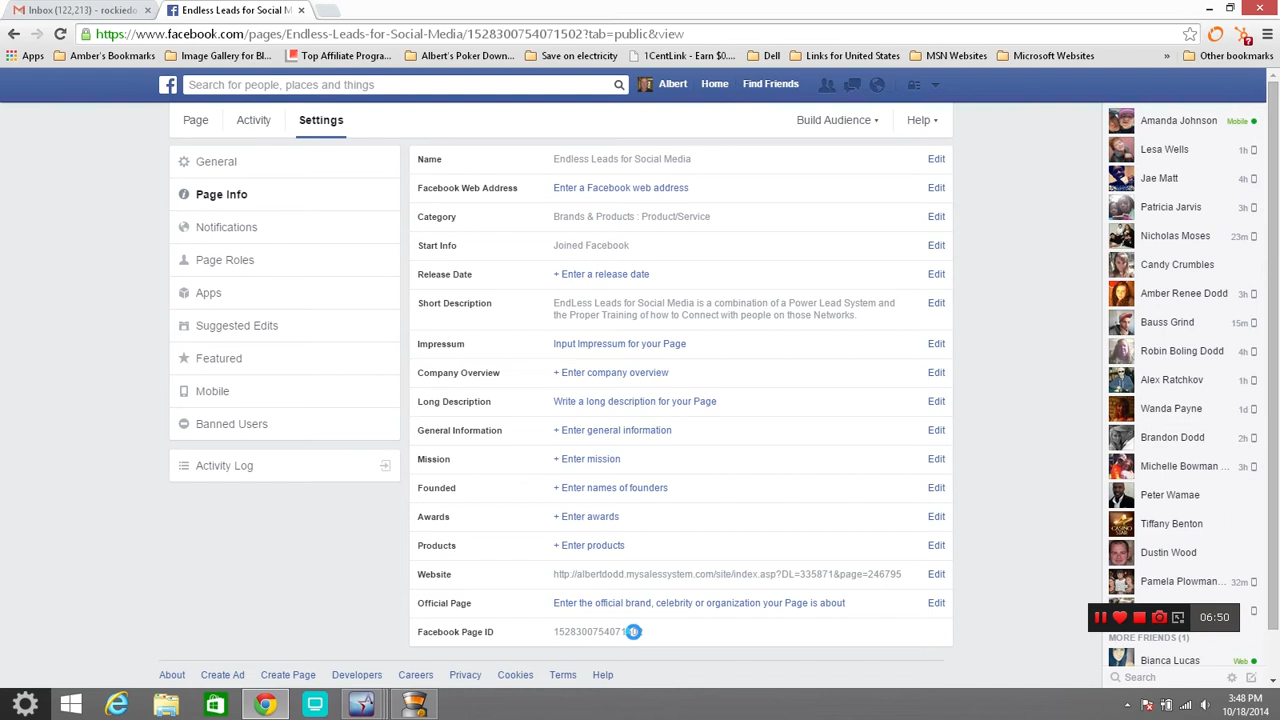 Inbox (122,213) - rockiedo
Endless Leads for Social M
https://www.facebook.com/pages/Endless-Leads-for-Social-Media/1528300754071502?tab=public&view
Apps
Amber's Bookmarks
Image Gallery for Bl...
Top Affiliate Program...
Albert's Poker Down...
Save on electricity
1CentLink - Earn $0....
Dell
Links for United States
MSN Websites
Microsoft Websites
»
Other bookmarks
Search for people, places and things
Albert
Home
Find Friends
Page
Activity
Settings
Build Audience
Help
General
Page Info
Notifications
Page Roles
Apps
Suggested Edits
Featured
Mobile
Banned Users
Activity Log
Name Endless Leads for Social Media Edit
Facebook Web Address Enter a Facebook web address Edit
Category Brands & Products : Product/Service Edit
Start Info Joined Facebook Edit
Release Date + Enter a release date Edit
Short Description EndLess Leads for Social Media is a combination of a Power Lead System and Edit
the Proper Training of how to Connect with people on those Networks.
Impressum Input Impressum for your Page Edit
Company Overview + Enter company overview Edit
Long Description Write a long description for your Page Edit
General Information + Enter general information Edit
Mission + Enter mission Edit
Founded + Enter names of founders Edit
Awards + Enter awards Edit
Products + Enter products Edit
Website http://albertdodd.mysalessystem.com/site/index.asp?DL=335871&page=246795 Edit
Official Page Enter the official brand, celebrity or organization your Page is about Edit
Facebook Page ID
About Create Ad Create Page Developers Careers Privacy Cookies Terms Help
Amanda Johnson Mobile
Lesa Wells 1h
Jae Matt 4h
Patricia Jarvis 3h
Nicholas Moses 23m
Candy Crumbles
Amber Renee Dodd 3h
Bauss Grind 15m
Robin Boling Dodd 4h
Alex Ratchkov 1h
Wanda Payne 1d
Brandon Dodd 2h
Michelle Bowman ... 3h
Peter Wamae
Tiffany Benton
Dustin Wood
Pamela Plowman... 32m
06:50
MORE FRIENDS (1)
Bianca Lucas Web
Search
3:48 PM
10/18/2014